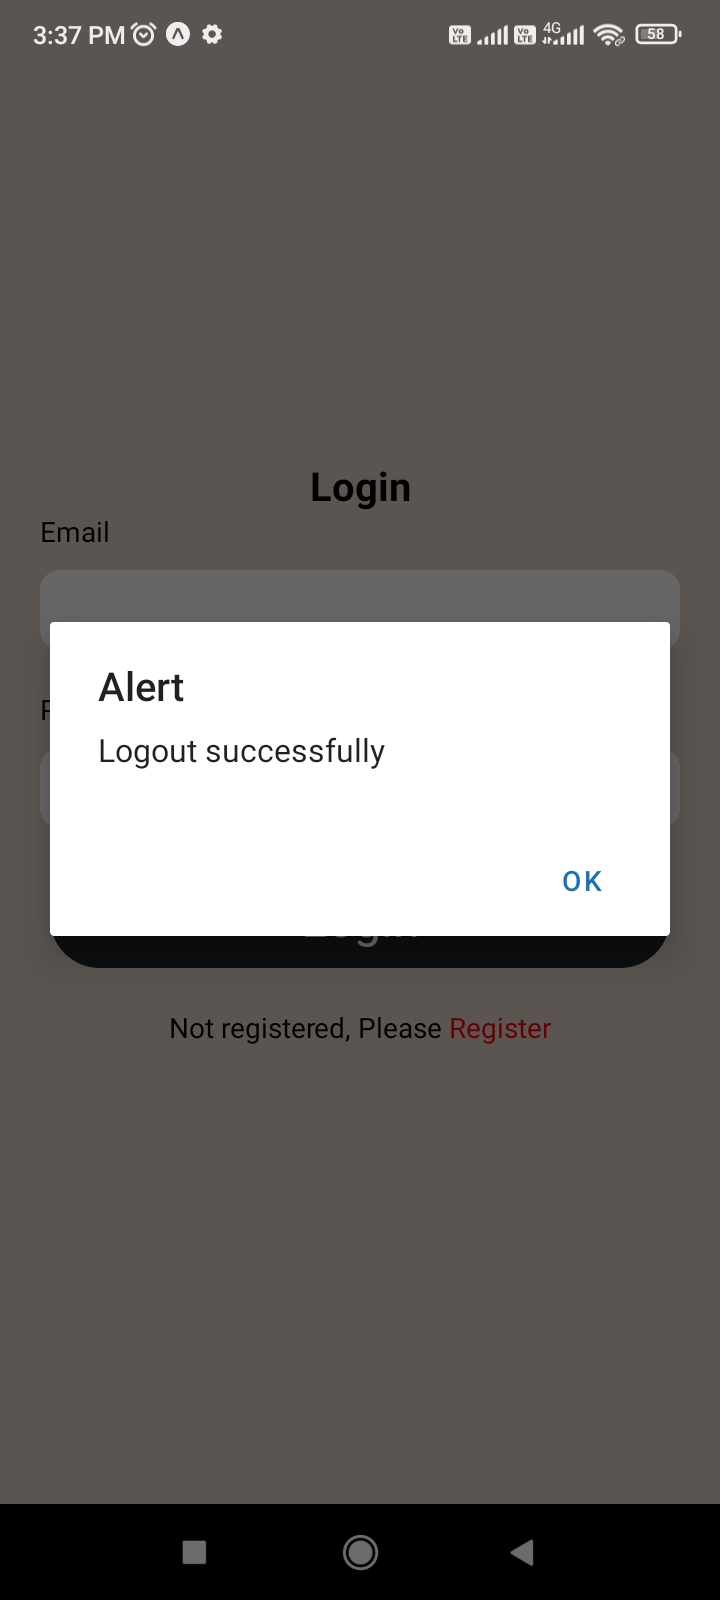 3:37 PM
Vo LTE
Vo LTE
4G
58
Login
Email
Alert
Logout successfully
OK
Not registered, Please Register